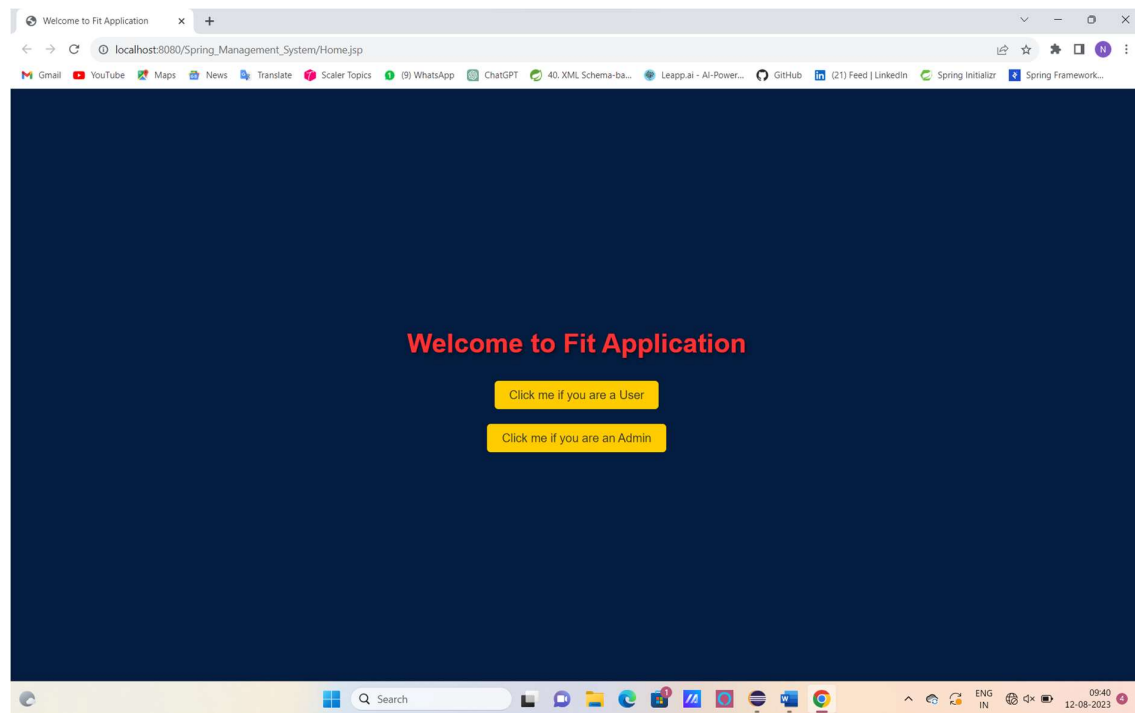 Welcome to Fit Application
localhost:8080/Spring_Management_System/Home.jsp
N
Gmail YouTube Maps News Translate Scaler Topics (9) WhatsApp ChatGPT 40. XML Schema-ba... Leapp.ai - AI-Power... GitHub (21) Feed | LinkedIn Spring Initializr Spring Framework...
Welcome to Fit Application
Click me if you are a User
Click me if you are an Admin
Search
ENG
IN
09:40
12-08-2023
4